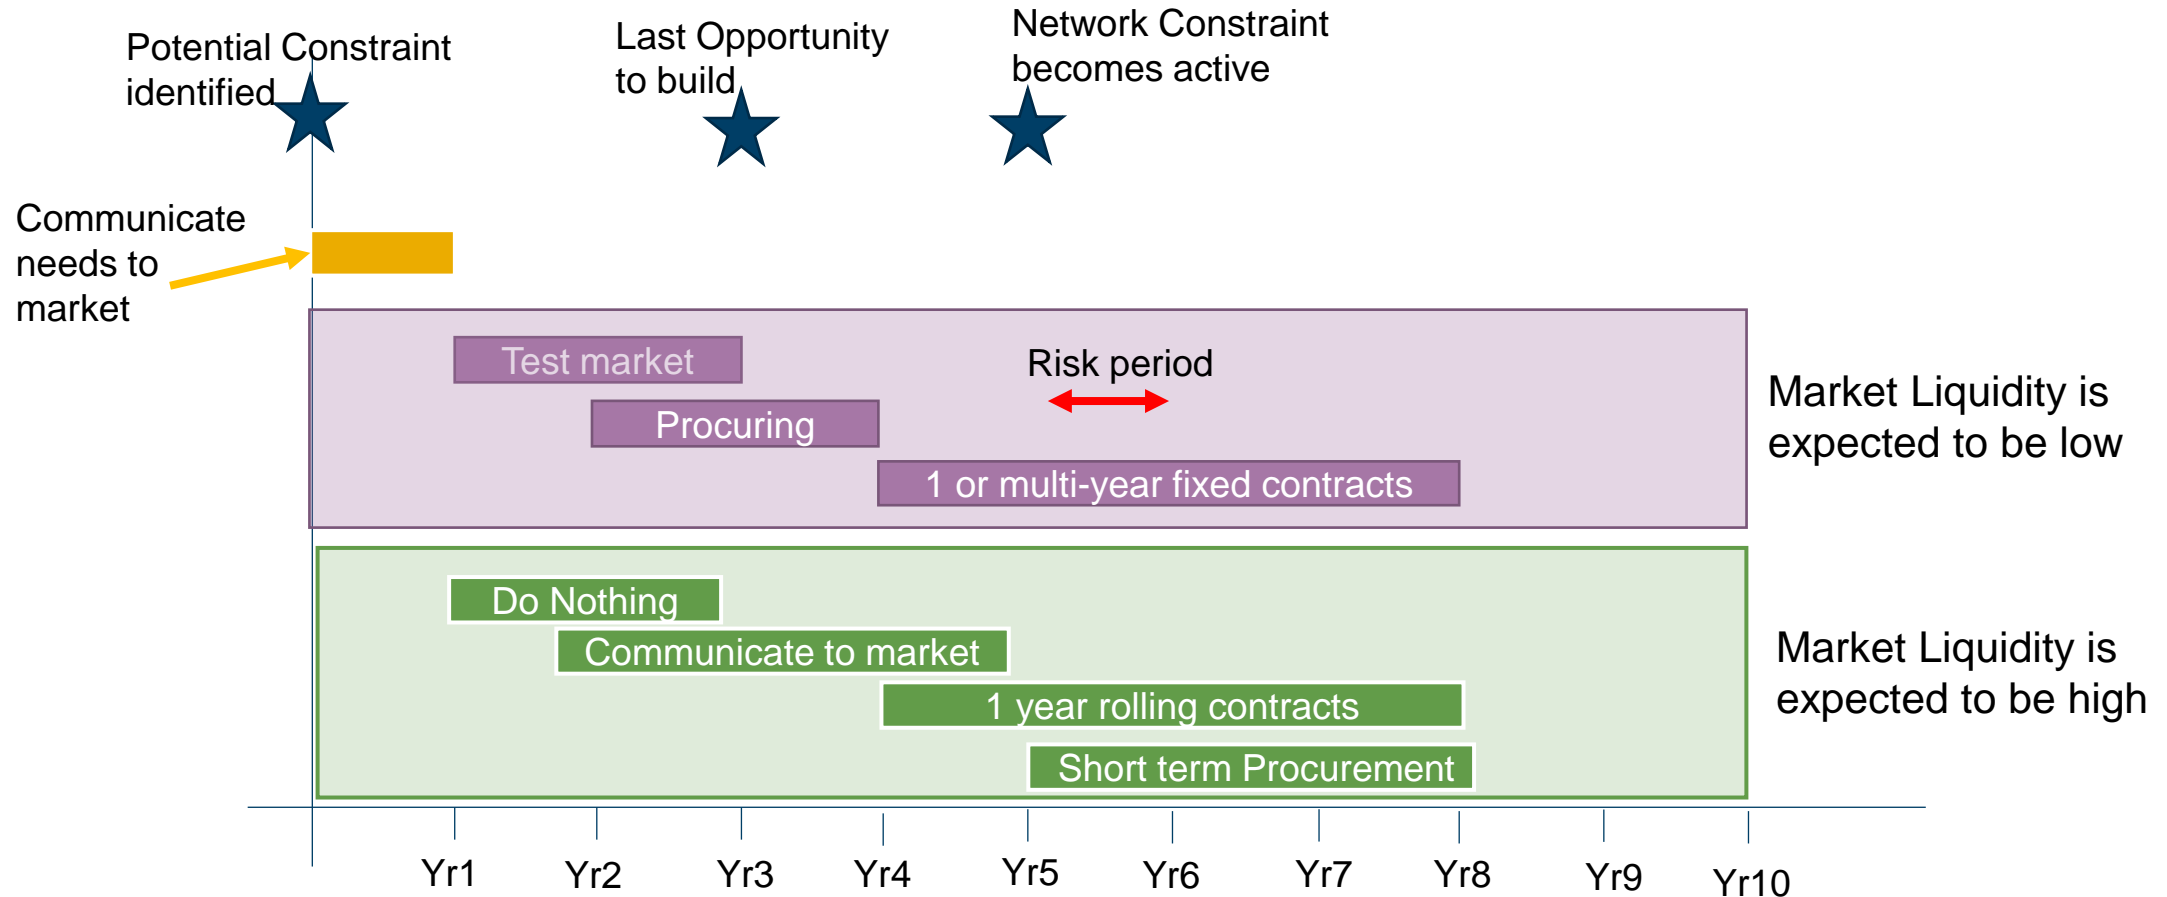 Potential Constraint
identified
Last Opportunity
to build
Network Constraint
becomes active
Communicate
needs to
market
Test market
Risk period
Procuring
1 or multi-year fixed contracts
Market Liquidity is
expected to be low
Do Nothing
Communicate to market
1 year rolling contracts
Short term Procurement
Market Liquidity is
expected to be high
Yr1 Yr2 Yr3 Yr4 Yr5 Yr6 Yr7 Yr8 Yr9 Yr10